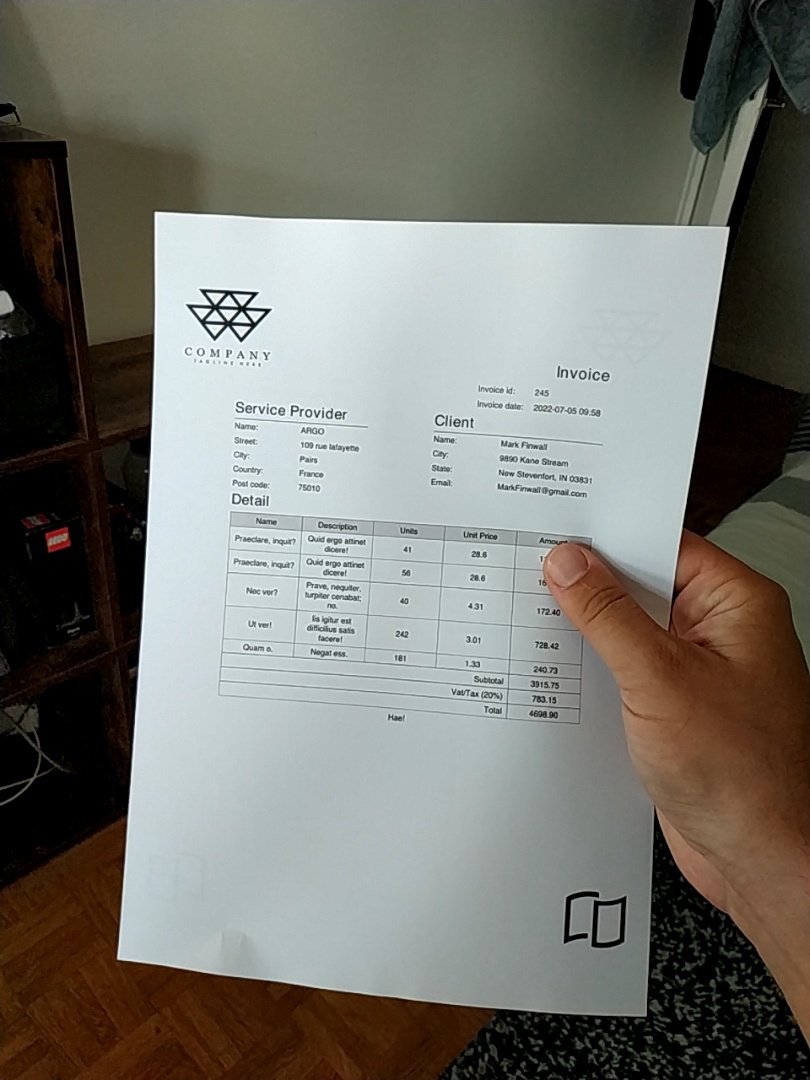 COMPANY
TAGLINE HERE
Invoice
Invoice id: 245
Invoice date: 2022-07-05 09:58
Service Provider
Name: ARGO
Street: 109 rue lafayette
City: Pairs
Country: France
Post code: 75010
Client
Name: Mark Finwall
City: 9890 Kane Stream
State: New Stevenfort, IN 03831
Email: MarkFinwall@gmail.com
Detail
Name Description Units Unit Price Amount
Praeclare, inquit? Quid ergo attinet dicere! 41 28.6
Praeclare, inquit? Quid ergo attinet dicere! 56 28.6
Nec ver? Prave, nequiter, turpiter cenabat; no. 40 4.31 172.40
Ut ver! Iis igitur est difficilius satis facere! 242 3.01 728.42
Quam o. Negat ess. 181 1.33 240.73
Subtotal 3915.75
Vat/Tax (20%) 783.15
Total 4698.90
Hae!
LEGO